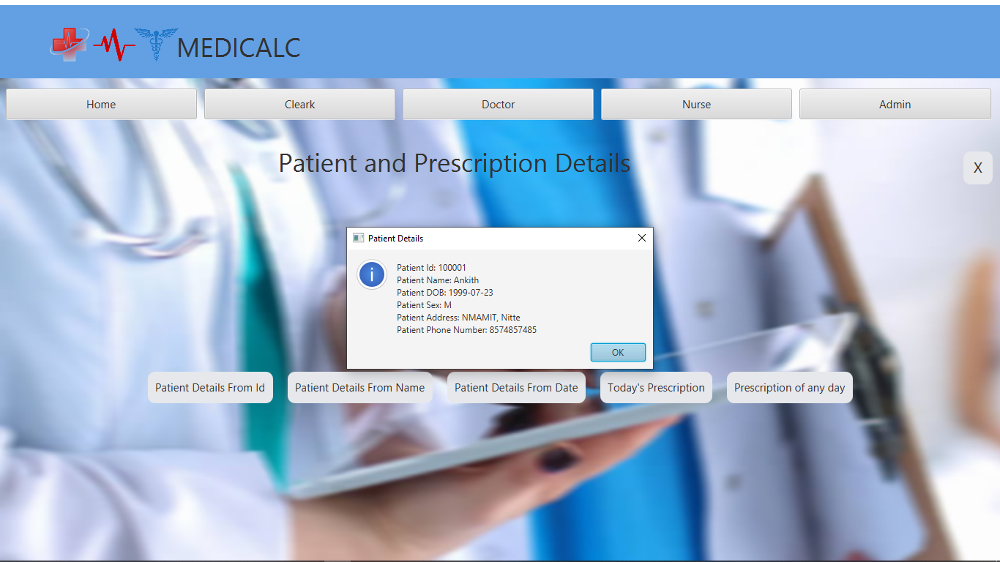 MEDICALC
Home
Cleark
Doctor
Nurse
Admin
Patient and Prescription Details
X
Patient Details
Patient Id: 100001
Patient Name: Ankith
Patient DOB: 1999-07-23
Patient Sex: M
Patient Address: NMAMIT, Nitte
Patient Phone Number: 8574857485
OK
Patient Details From Id
Patient Details From Name
Patient Details From Date
Today's Prescription
Prescription of any day